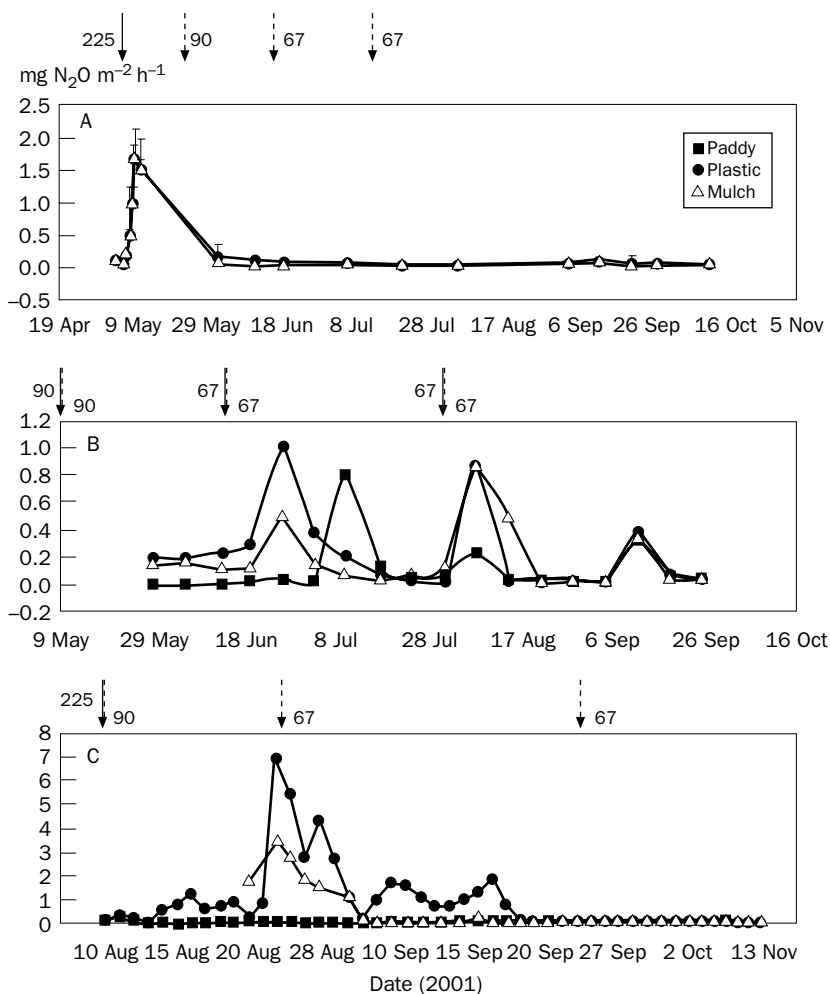 225 90 67 67
mg N₂O m⁻² h⁻¹
2.5
A
2.0
1.5
1.0
0.5
0.0
–0.5
Paddy
Plastic
Mulch
19 Apr 9 May 29 May 18 Jun 8 Jul 28 Jul 17 Aug 6 Sep 26 Sep 16 Oct 5 Nov
90 90 67 67 67 67
1.2
B
1.0
0.8
0.6
0.4
0.2
0.0
–0.2
9 May 29 May 18 Jun 8 Jul 28 Jul 17 Aug 6 Sep 26 Sep 16 Oct
225 90 67 67
8
C
7
6
5
4
3
2
1
0
10 Aug 15 Aug 20 Aug 28 Aug 10 Sep 15 Sep 20 Sep 27 Sep 2 Oct 13 Nov
Date (2001)